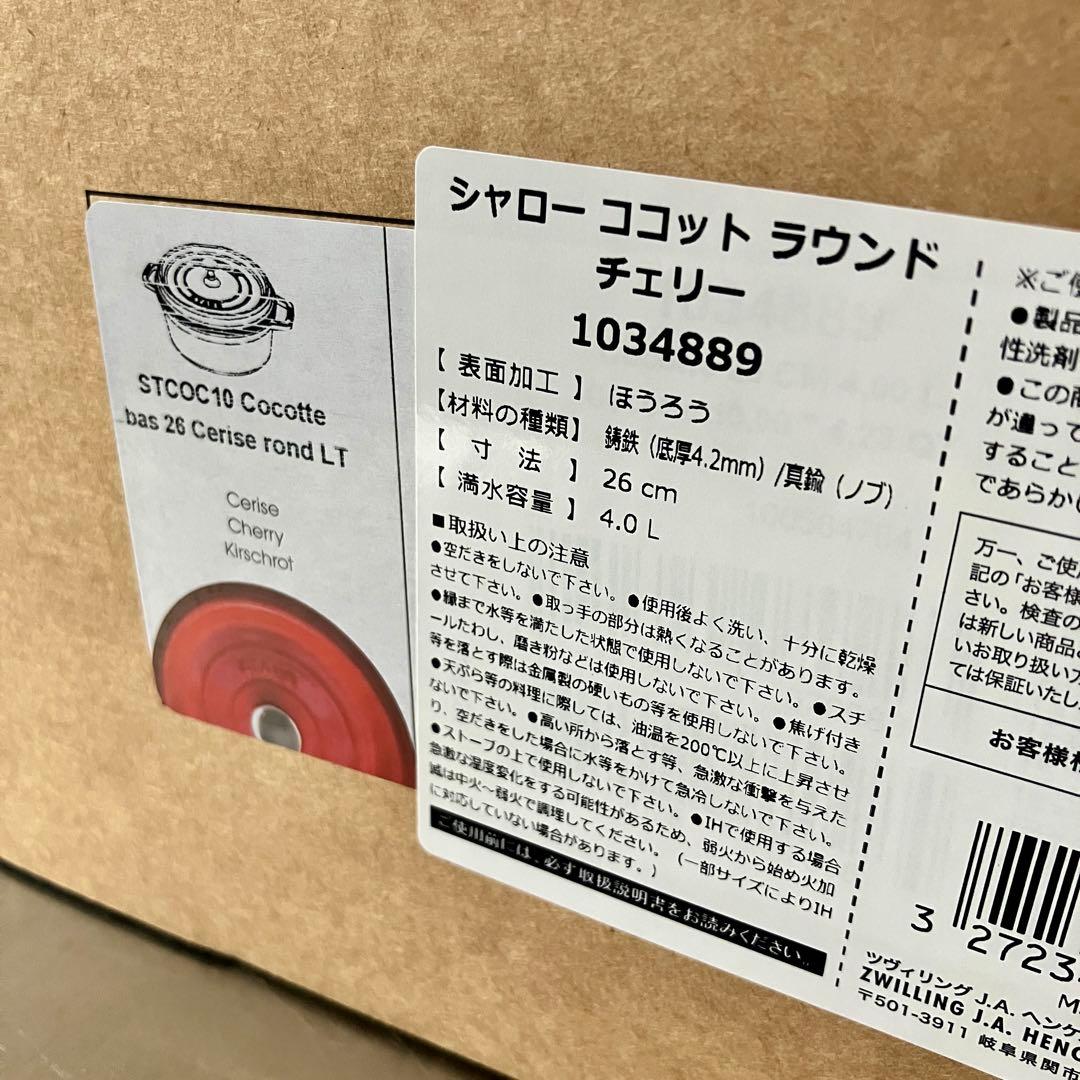 STCOC10 Cocotte
bas 26 Cerise rond LT
Cerise
Cherry
Kirschrot
シャロー ココット ラウンド
チェリー
1034889
【 表面加工 】 ほうろう
【材料の種類】 鋳鉄（底厚4.2mm）/真鍮（ノブ）
【 寸 法 】 26 cm
【 満水容量 】 4.0 L
■取扱い上の注意
●空だきをしないで下さい。●使用後よく洗い、十分に乾燥
させて下さい。●取っ手の部分は熱くなることがあります。
●縁まで水等を満たした状態で使用しないで下さい。●スチ
ールたわし、磨き粉などは使用しないで下さい。●焦げ付き
等を落とす際は金属製の硬いもの等を使用しないで下さい。
●天ぷら等の料理に際しては、油温を200℃以上に上昇させ
ないで下さい。●高い所から落とす等、急激な衝撃を与えた
り、空だきをした場合に水等をかけて急冷しないで下さい。
●ストーブの上で使用しないで下さい。●IHで使用する場合
急激な温度変化をする可能性があるため、弱火から始め火加
減は中火〜弱火で調理してください。（一部サイズによりIH
に対応していない場合があります。）
ご使用前には、必ず取扱説明書をお読みください。
※ご使
●製品
性洗剤
●この商
が違って
すること
であらかじ
万一、ご使用
記の「お客様
さい。検査の
は新しい商品と
いお取り扱い方
ては保証いたし
お客様相
3 27232
ツヴィリング J.A. ヘンケ
ZWILLING J.A. HENC
〒501-3911 岐阜県関市